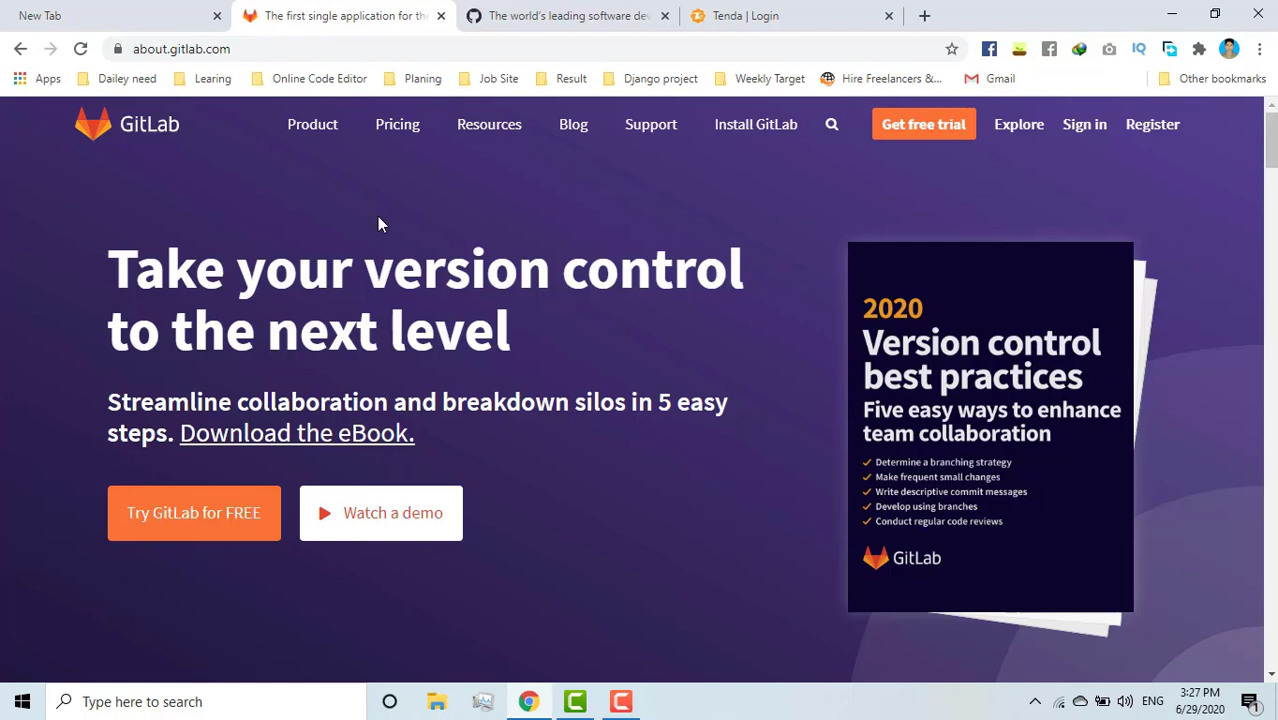 New Tab
The first single application for the
The world's leading software dev
Tenda | Login
about.gitlab.com
IQ
Apps
Dailey need
Learing
Online Code Editor
Planing
Job Site
Result
Django project
Weekly Target
Hire Freelancers &...
Gmail
Other bookmarks
GitLab
Product
Pricing
Resources
Blog
Support
Install GitLab
Get free trial
Explore
Sign in
Register
Take your version control
to the next level
Streamline collaboration and breakdown silos in 5 easy
steps. Download the eBook.
Try GitLab for FREE
Watch a demo
2020
Version control
best practices
Five easy ways to enhance
team collaboration
Determine a branching strategy
Make frequent small changes
Write descriptive commit messages
Develop using branches
Conduct regular code reviews
GitLab
Type here to search
ENG
3:27 PM
6/29/2020
1